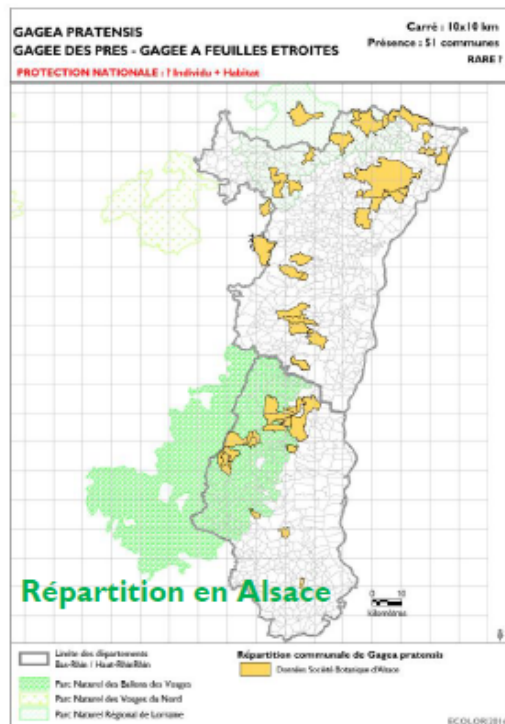 GAGEA PRATENSIS
GAGEE DES PRES - GAGEE A FEUILLES ETROITES
PROTECTION NATIONALE : ? Individu + Habitat
Carré : 10x10 km
Présence : 51 communes
RARE ?
Répartition en Alsace
0 10
kilomètres
Limite des départements
Bas-Rhin / Haut-Rhin
Parc Naturel des Ballons des Vosges
Parc Naturel des Vosges du Nord
Parc Naturel Régional de Lorraine
Répartition communale de Gagea pratensis
Données Société Botanique d'Alsace
ECOLOR/2016